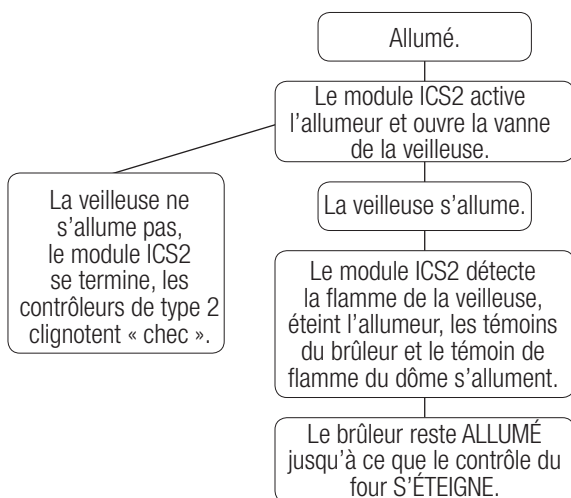 Allumé.
Le module ICS2 active
l'allumeur et ouvre la vanne
de la veilleuse.
La veilleuse ne
s'allume pas,
le module ICS2
se termine, les
contrôleurs de type 2
clignotent « chec ».
La veilleuse s'allume.
Le module ICS2 détecte
la flamme de la veilleuse,
éteint l'allumeur, les témoins
du brûleur et le témoin de
flamme du dôme s'allument.
Le brûleur reste ALLUMÉ
jusqu'à ce que le contrôle du
four S'ÉTEIGNE.